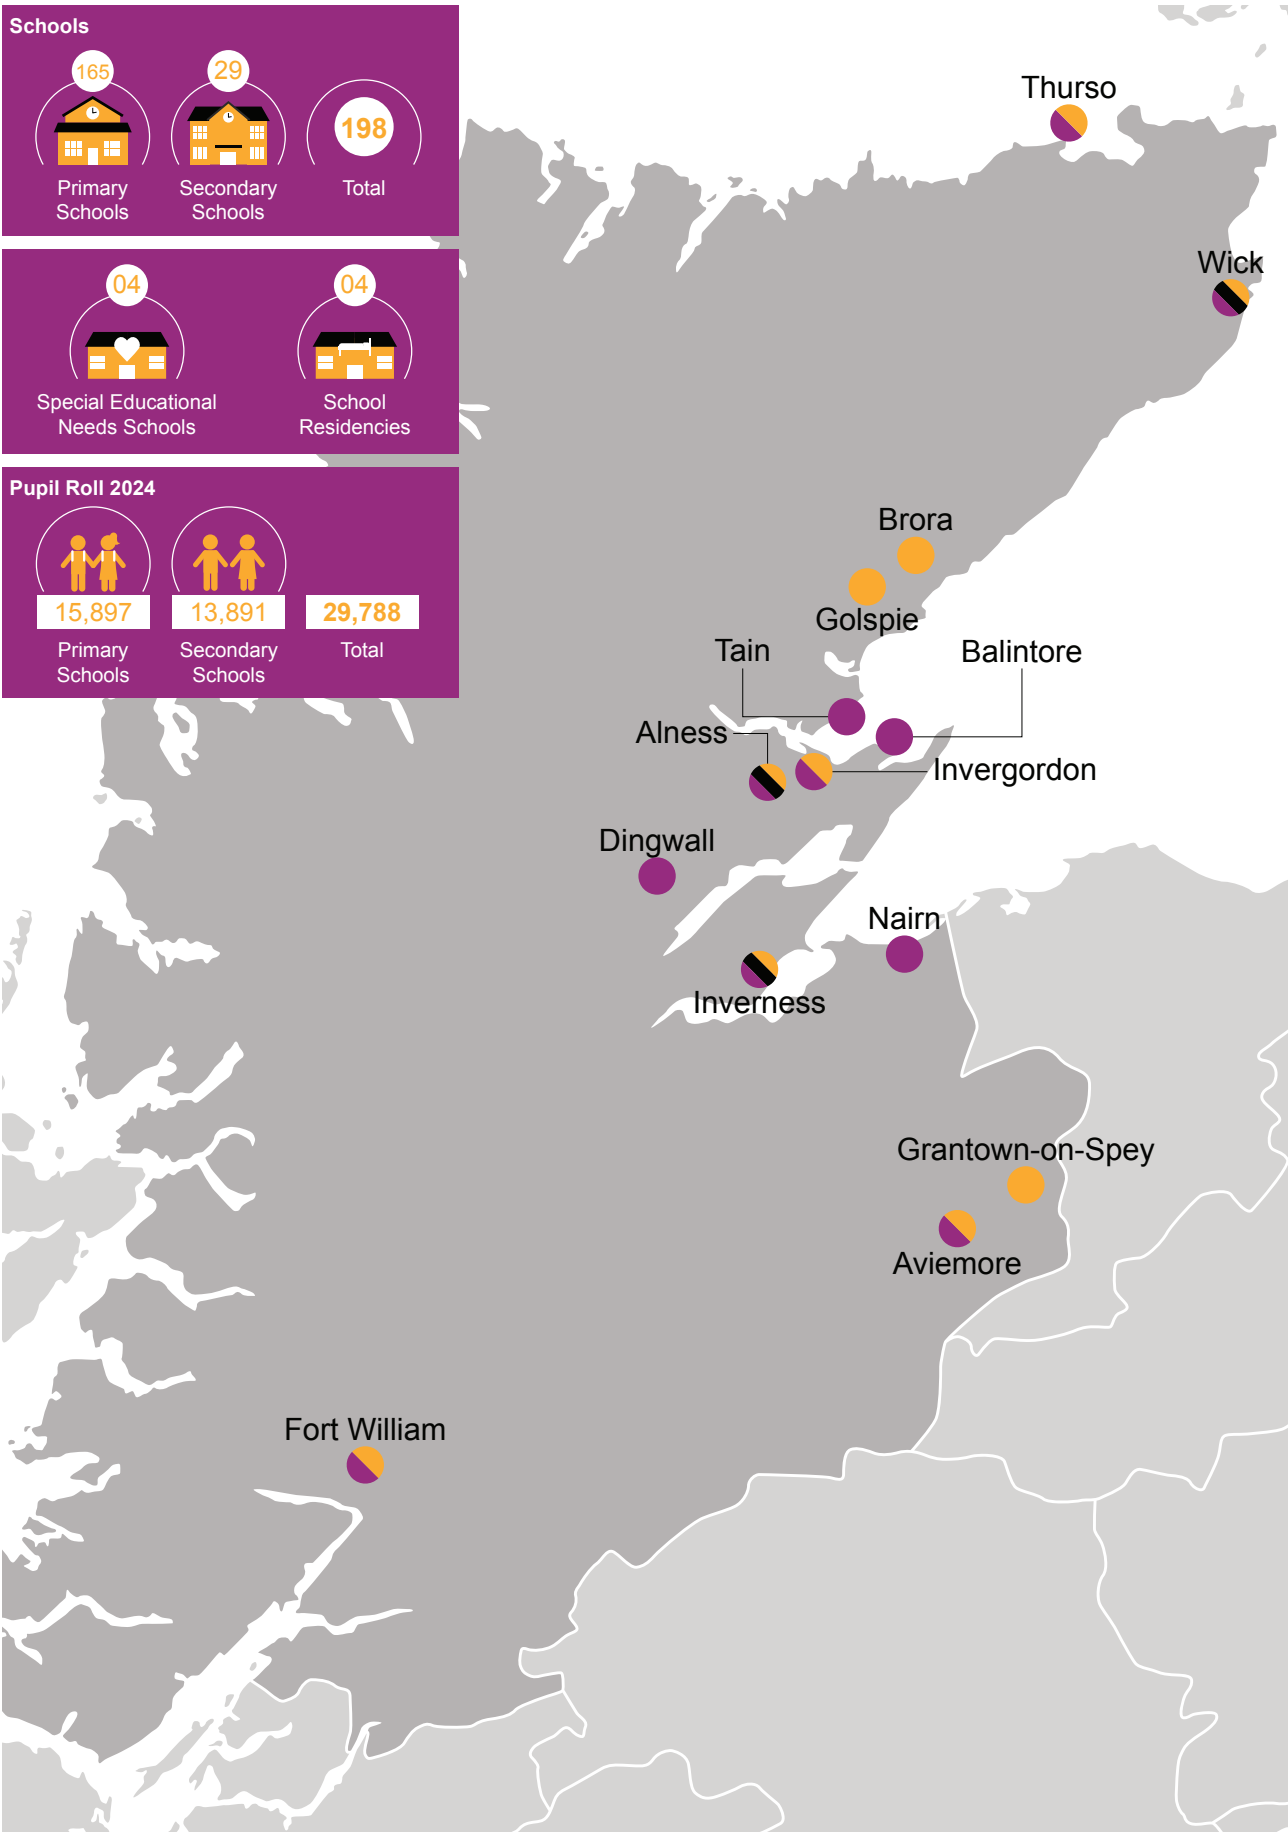 Schools
165
29
198
Primary
Schools
Secondary
Schools
Total
04
04
Special Educational
Needs Schools
School
Residencies
Pupil Roll 2024
15,897
13,891
29,788
Primary
Schools
Secondary
Schools
Total
Thurso
Wick
Brora
Golspie
Tain
Balintore
Alness
Invergordon
Dingwall
Nairn
Inverness
Grantown-on-Spey
Aviemore
Fort William